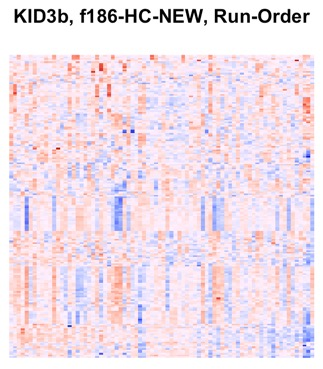 KID3b, f186-HC-NEW, Run-Order